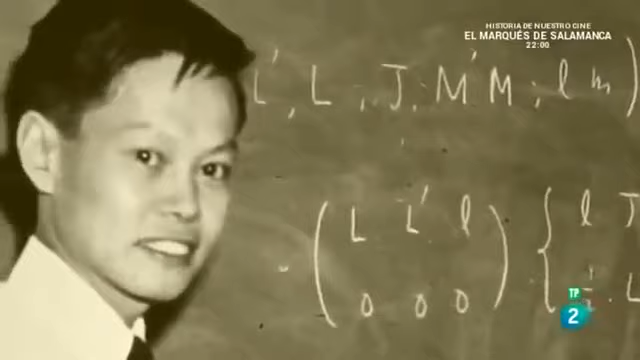 HISTORIA DE NUESTRO CINE
EL MARQUÉS DE SALAMANCA
22:00
L', L ; J, M' M ; l m )
( L L' l ) { l J
0 0 0 L
TP
2